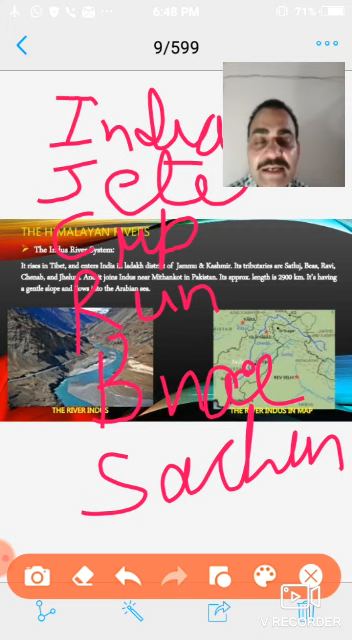 6:48 PM 71%
9/599
India
Jete
Cup
Run
Bnare
Sachin
THE HIMALAYAN RIVERS
The Indus River System:
It rises in Tibet, and enters India in ladakh district of Jammu & Kashmir. Its tributaries are Satluj, Beas, Ravi,
Chenab, and Jhelum. And it joins Indus near Mithankot in Pakistan. Its approx. length is 2900 km. It's having
a gentle slope and flows into the Arabian sea.
THE RIVER INDUS
THE RIVER INDUS IN MAP
NEW DELHI
V.RECORDER